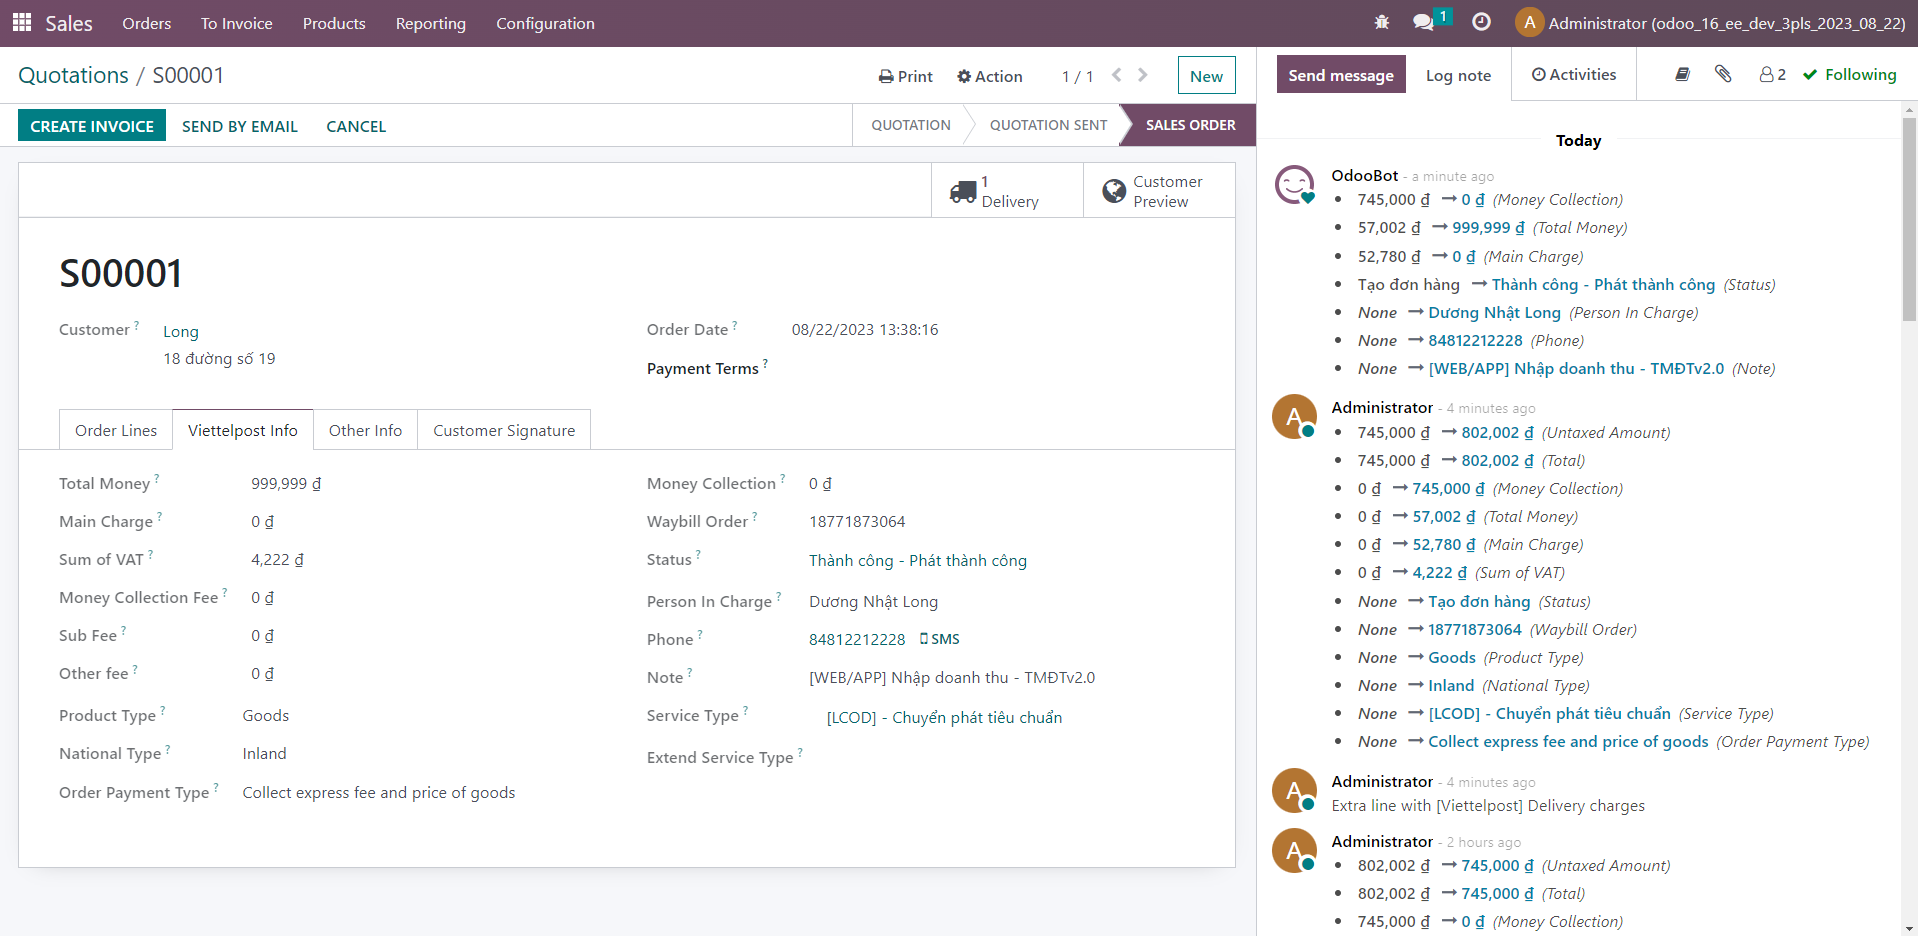 Sales Orders To Invoice Products Reporting Configuration 1 A Administrator (odoo_16_ee_dev_3pls_2023_08_22)
Quotations / S00001 Print Action 1 / 1 New
CREATE INVOICE SEND BY EMAIL CANCEL QUOTATION QUOTATION SENT SALES ORDER
1
Delivery
Customer
Preview
S00001
Customer ? Long
18 đường số 19
Order Date ? 08/22/2023 13:38:16
Payment Terms ?
Order Lines Viettelpost Info Other Info Customer Signature
Total Money ? 999,999 ₫
Main Charge ? 0 ₫
Sum of VAT ? 4,222 ₫
Money Collection Fee ? 0 ₫
Sub Fee ? 0 ₫
Other fee ? 0 ₫
Product Type ? Goods
National Type ? Inland
Order Payment Type ? Collect express fee and price of goods
Money Collection ? 0 ₫
Waybill Order ? 18771873064
Status ? Thành công - Phát thành công
Person In Charge ? Dương Nhật Long
Phone ? 84812212228 SMS
Note ? [WEB/APP] Nhập doanh thu - TMĐTv2.0
Service Type ? [LCOD] - Chuyển phát tiêu chuẩn
Extend Service Type ?
Send message Log note Activities 2 Following
Today
OdooBot - a minute ago
• 745,000 ₫ → 0 ₫ (Money Collection)
• 57,002 ₫ → 999,999 ₫ (Total Money)
• 52,780 ₫ → 0 ₫ (Main Charge)
• Tạo đơn hàng → Thành công - Phát thành công (Status)
• None → Dương Nhật Long (Person In Charge)
• None → 84812212228 (Phone)
• None → [WEB/APP] Nhập doanh thu - TMĐTv2.0 (Note)
A Administrator - 4 minutes ago
• 745,000 ₫ → 802,002 ₫ (Untaxed Amount)
• 745,000 ₫ → 802,002 ₫ (Total)
• 0 ₫ → 745,000 ₫ (Money Collection)
• 0 ₫ → 57,002 ₫ (Total Money)
• 0 ₫ → 52,780 ₫ (Main Charge)
• 0 ₫ → 4,222 ₫ (Sum of VAT)
• None → Tạo đơn hàng (Status)
• None → 18771873064 (Waybill Order)
• None → Goods (Product Type)
• None → Inland (National Type)
• None → [LCOD] - Chuyển phát tiêu chuẩn (Service Type)
• None → Collect express fee and price of goods (Order Payment Type)
A Administrator - 4 minutes ago
Extra line with [Viettelpost] Delivery charges
A Administrator - 2 hours ago
• 802,002 ₫ → 745,000 ₫ (Untaxed Amount)
• 802,002 ₫ → 745,000 ₫ (Total)
• 745,000 ₫ → 0 ₫ (Money Collection)